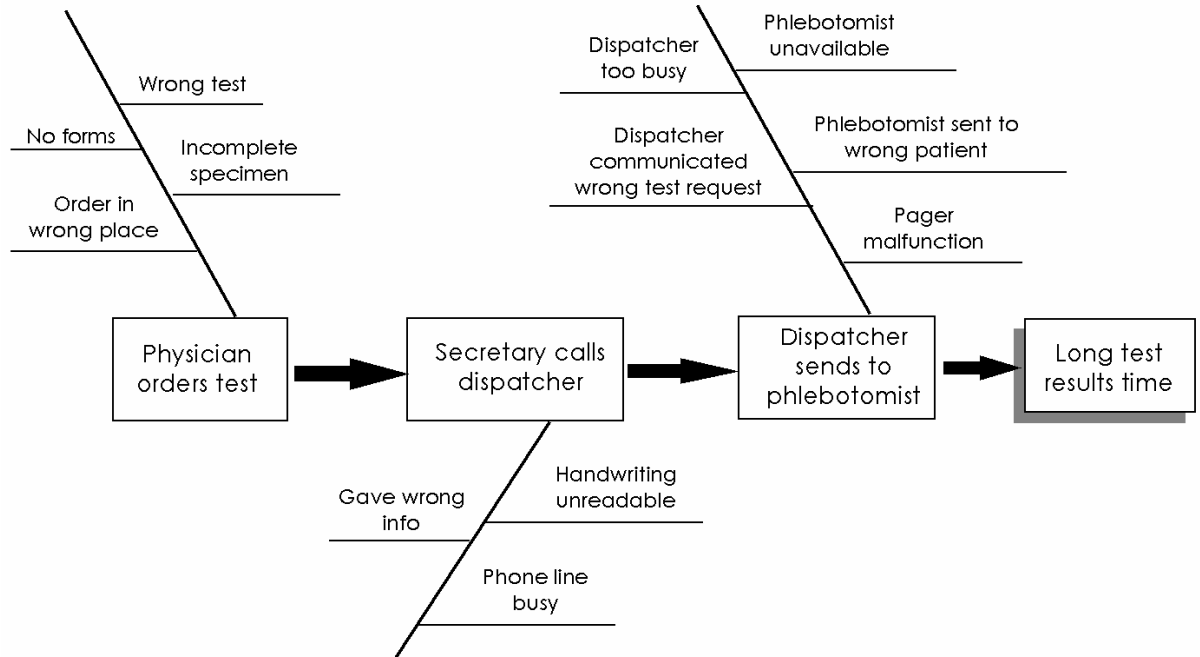 Wrong test
No forms
Incomplete
specimen
Order in
wrong place
Dispatcher
too busy
Phlebotomist
unavailable
Dispatcher
communicated
wrong test request
Phlebotomist sent to
wrong patient
Pager
malfunction
Physician
orders test
Secretary calls
dispatcher
Dispatcher
sends to
phlebotomist
Long test
results time
Gave wrong
info
Handwriting
unreadable
Phone line
busy